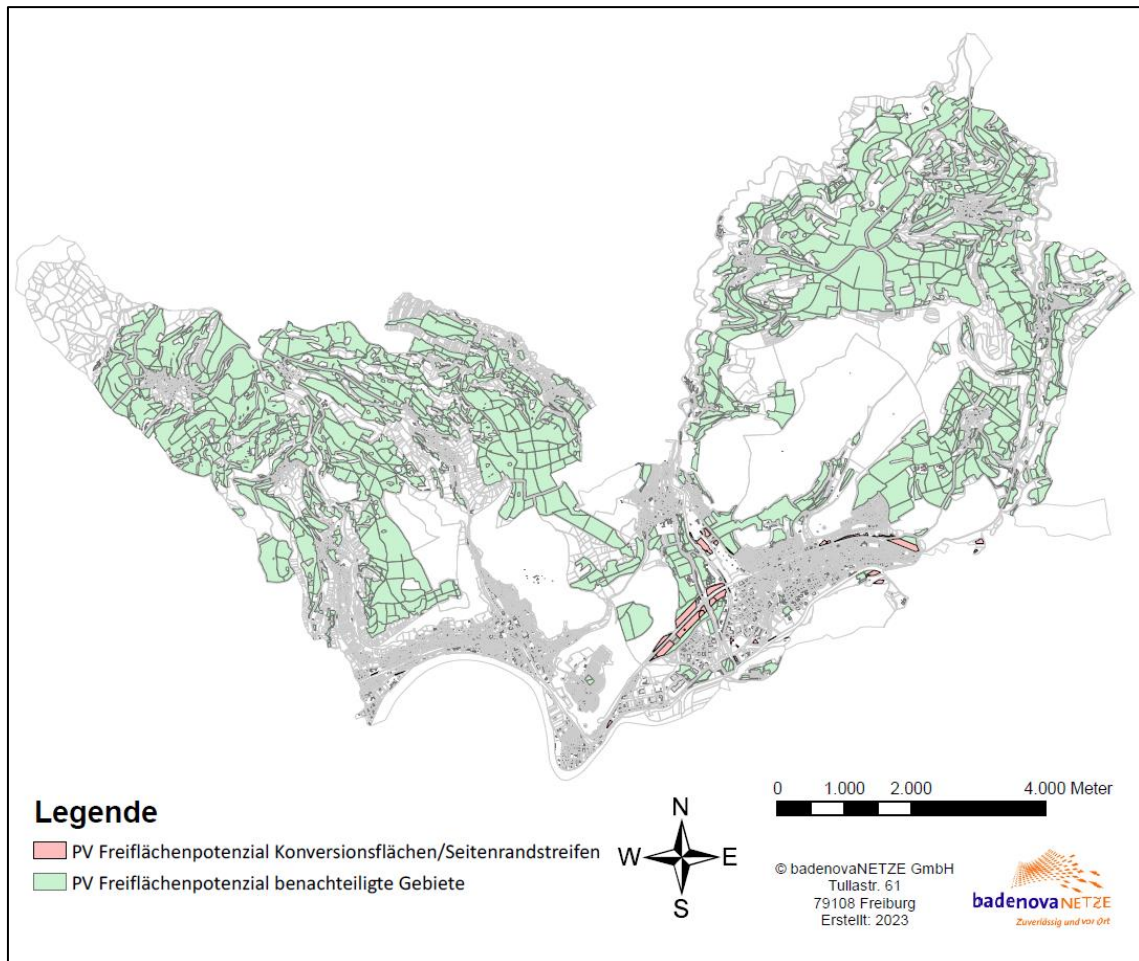 Legende
PV Freiflächenpotenzial Konversionsflächen/Seitenrandstreifen
PV Freiflächenpotenzial benachteiligte Gebiete
N
W E
S
0 1.000 2.000 4.000 Meter
© badenovaNETZE GmbH
Tullastr. 61
79108 Freiburg
Erstellt: 2023
badenovaNETZE
Zuverlässig und vor Ort